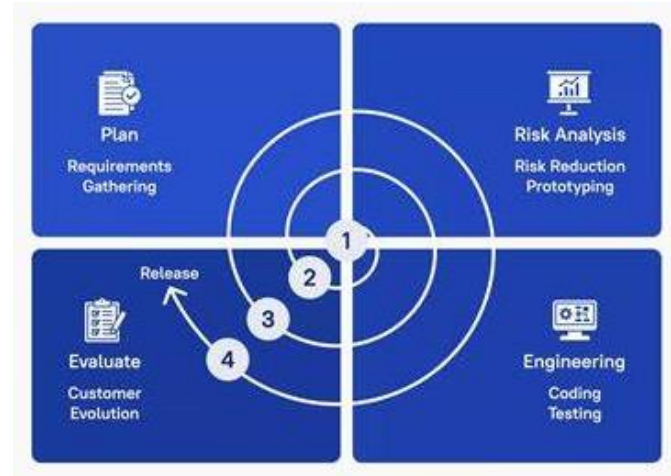 Plan
Requirements
Gathering
Risk Analysis
Risk Reduction
Prototyping
1
2
3
4
Release
Evaluate
Customer
Evolution
Engineering
Coding
Testing